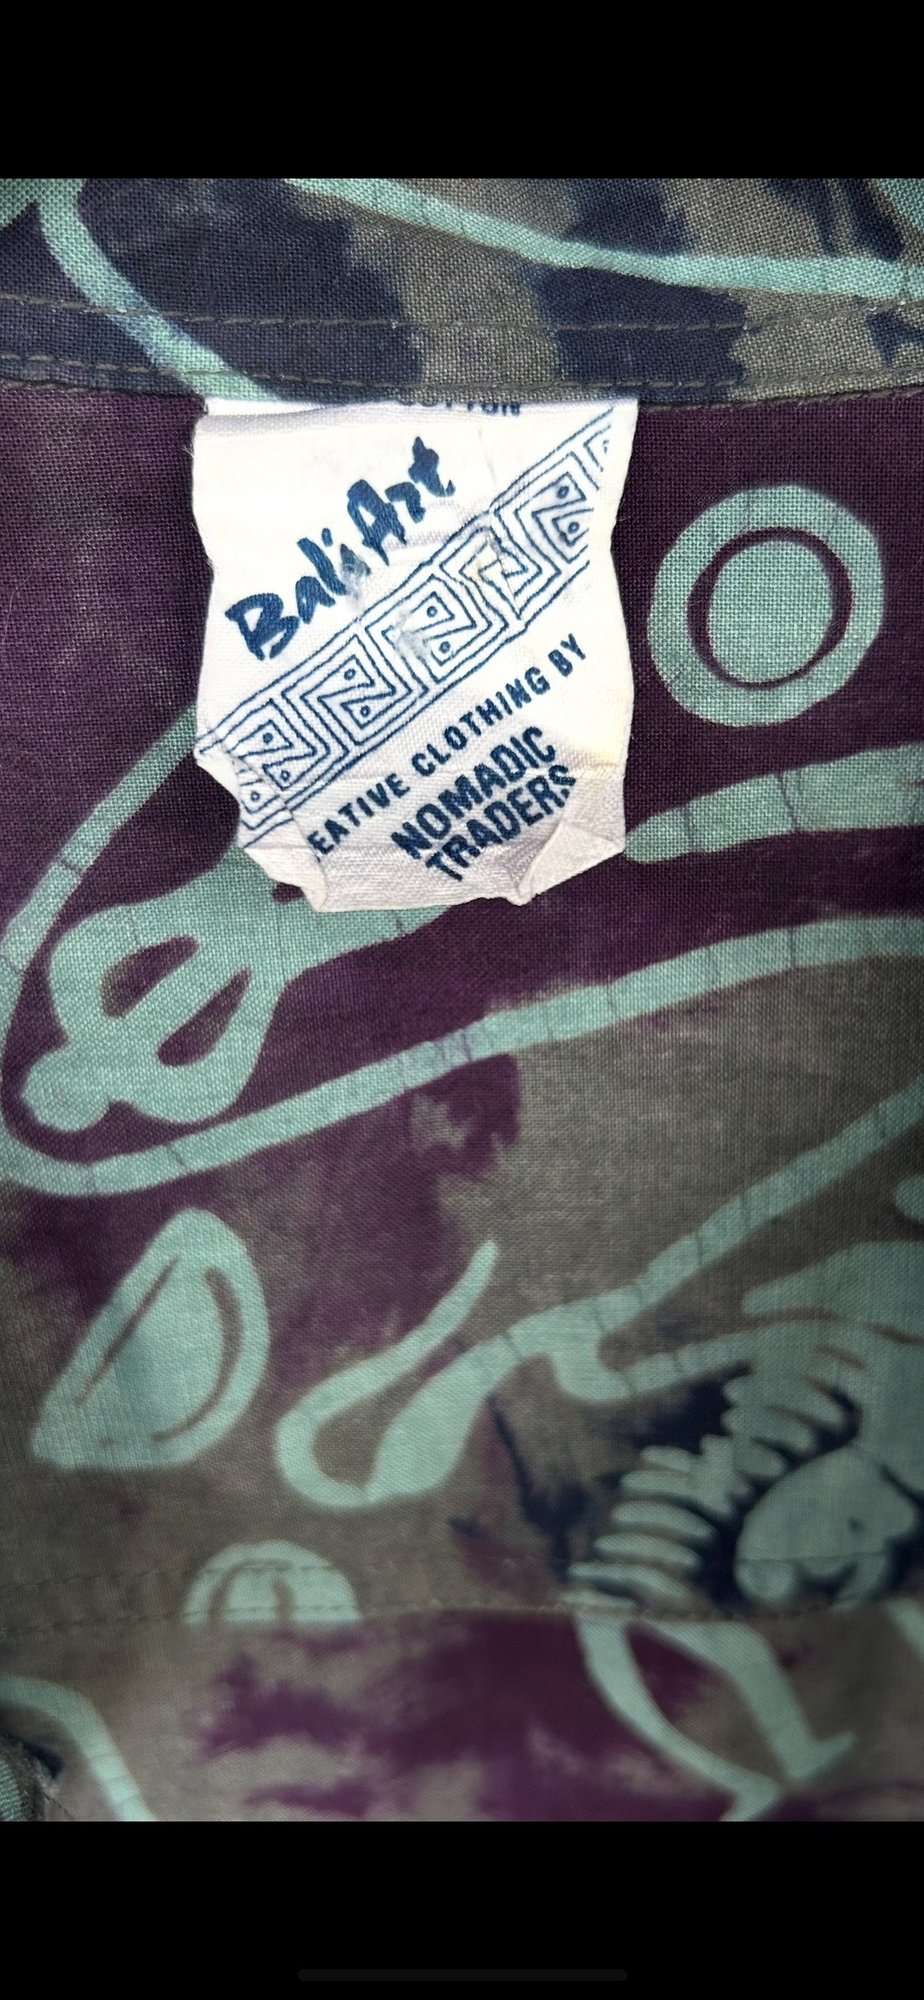 Bali Art
EATIVE CLOTHING BY
NOMADIC
TRADERS